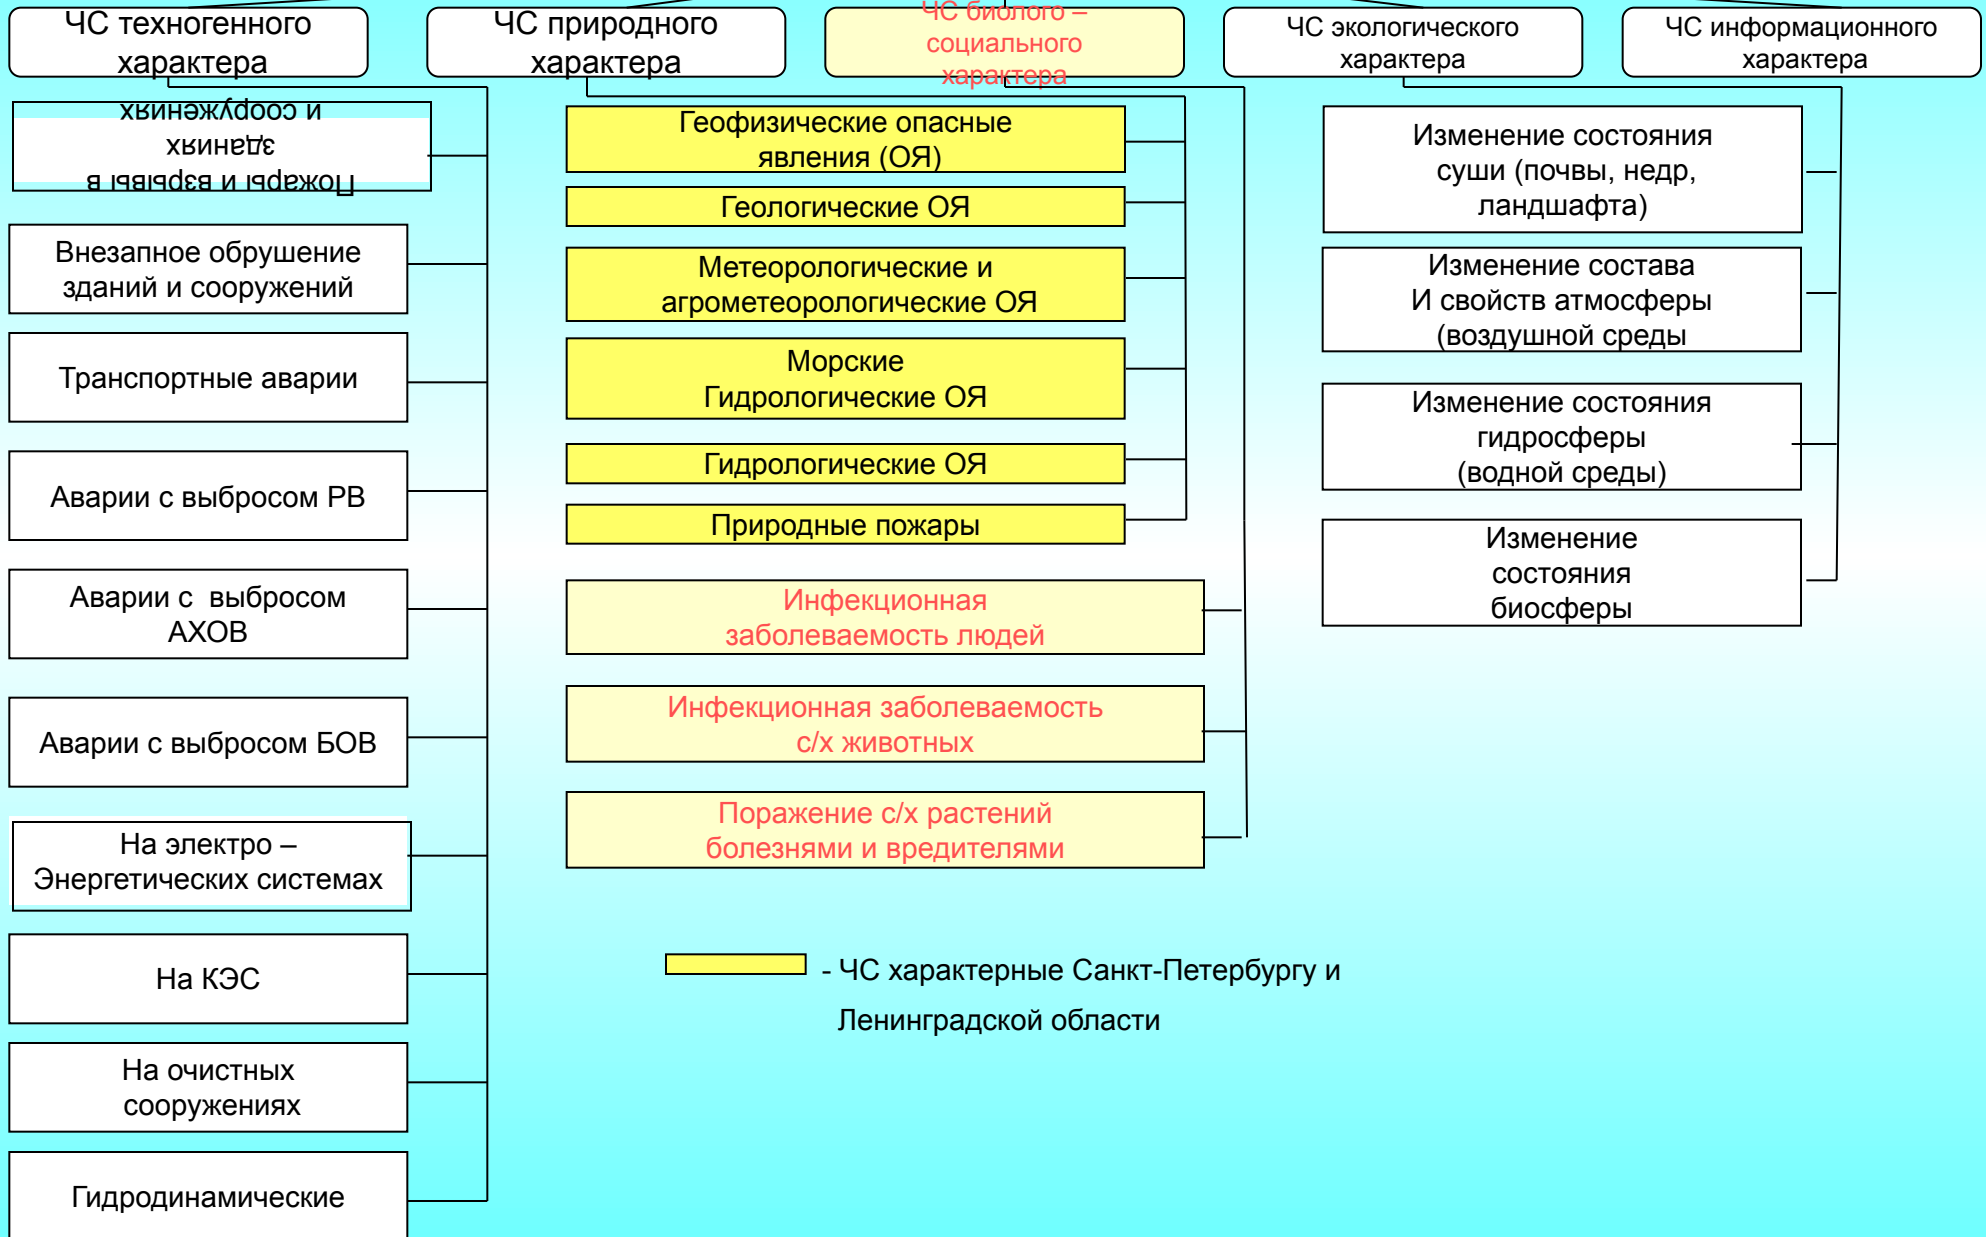 ЧС техногенного
характера
ЧС природного
характера
ЧС биолого –
социального
характера
ЧС экологического
характера
ЧС информационного
характера
Пожары и взрывы в
зданиях
и сооружениях
Внезапное обрушение
зданий и сооружений
Транспортные аварии
Аварии с выбросом РВ
Аварии с выбросом
АХОВ
Аварии с выбросом БОВ
На электро –
Энергетических системах
На КЭС
На очистных
сооружениях
Гидродинамические
Геофизические опасные
явления (ОЯ)
Геологические ОЯ
Метеорологические и
агрометеорологические ОЯ
Морские
Гидрологические ОЯ
Гидрологические ОЯ
Природные пожары
Инфекционная
заболеваемость людей
Инфекционная заболеваемость
с/х животных
Поражение с/х растений
болезнями и вредителями
Изменение состояния
суши (почвы, недр,
ландшафта)
Изменение состава
И свойств атмосферы
(воздушной среды
Изменение состояния
гидросферы
(водной среды)
Изменение
состояния
биосферы
- ЧС характерные Санкт-Петербургу и
Ленинградской области